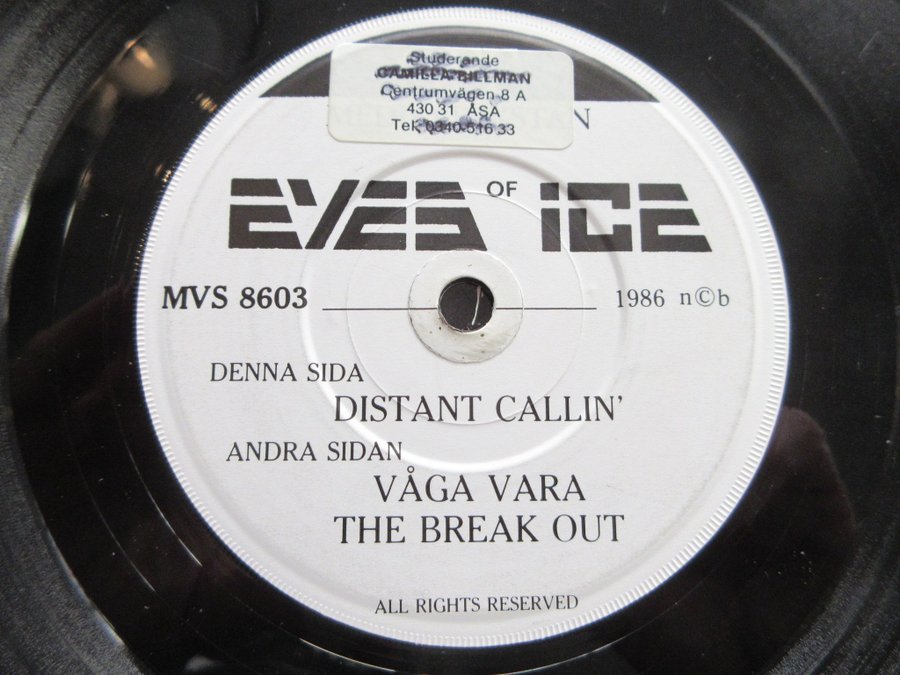 Studerande
CAMILLA BILLMAN
Centrumvägen 8 A
430 31 ÅSA
Tel. 0340-516 33
EYES OF ICE
MVS 8603 1986 n©b
DENNA SIDA
DISTANT CALLIN'
ANDRA SIDAN
VÅGA VARA
THE BREAK OUT
ALL RIGHTS RESERVED